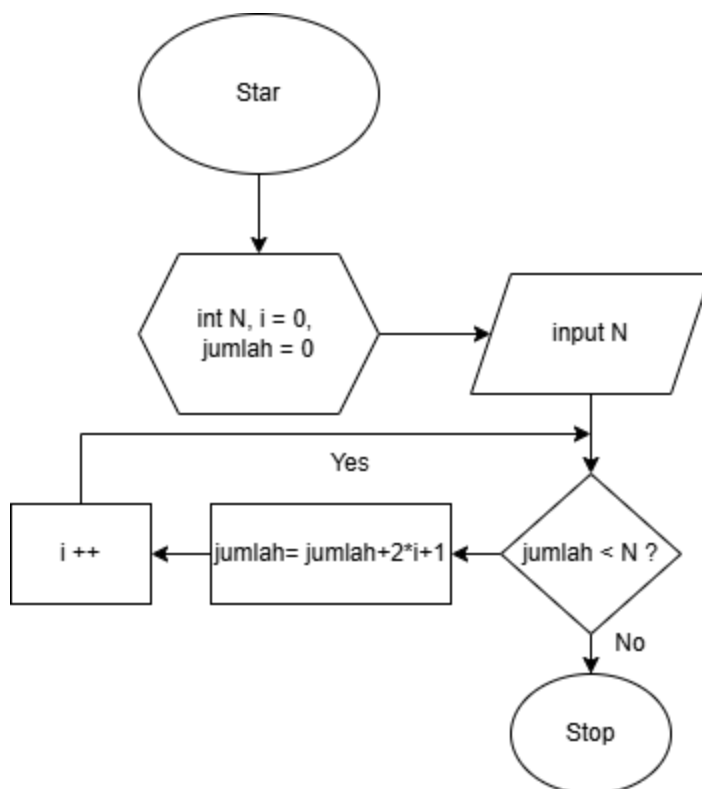 Star
int N, i = 0,
jumlah = 0
input N
Yes
i ++
jumlah= jumlah+2*i+1
jumlah < N ?
No
Stop